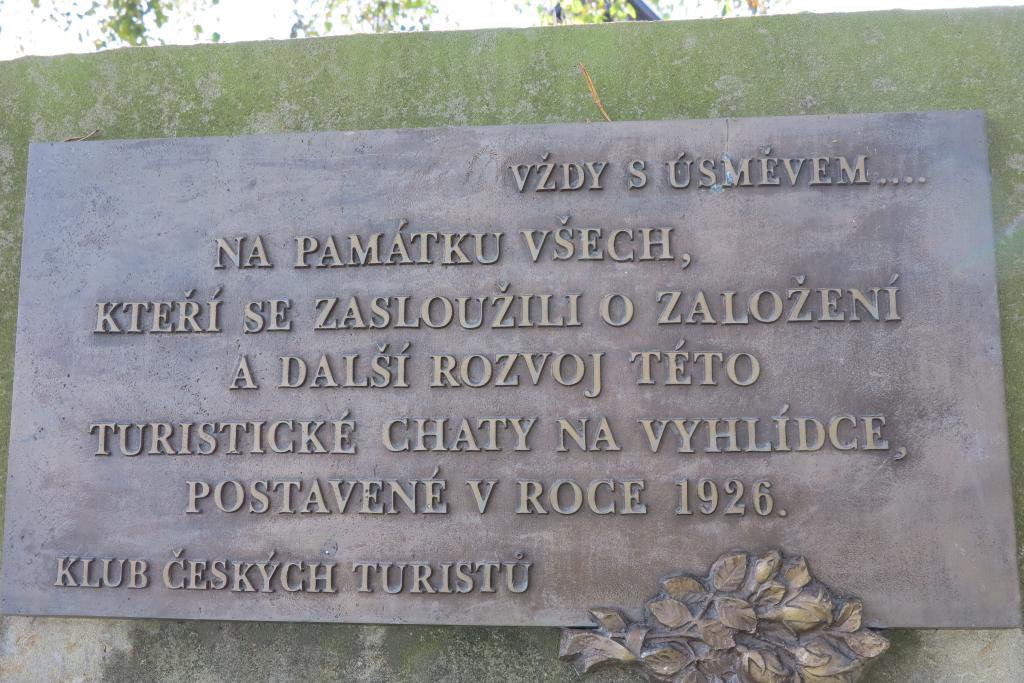 VŽDY S ÚSMĚVEM....
NA PAMÁTKU VŠECH,
KTEŘÍ SE ZASLOUŽILI O ZALOŽENÍ
A DALŠÍ ROZVOJ TÉTO
TURISTICKÉ CHATY NA VYHLÍDCE,
POSTAVENÉ V ROCE 1926.
KLUB ČESKÝCH TURISTŮ